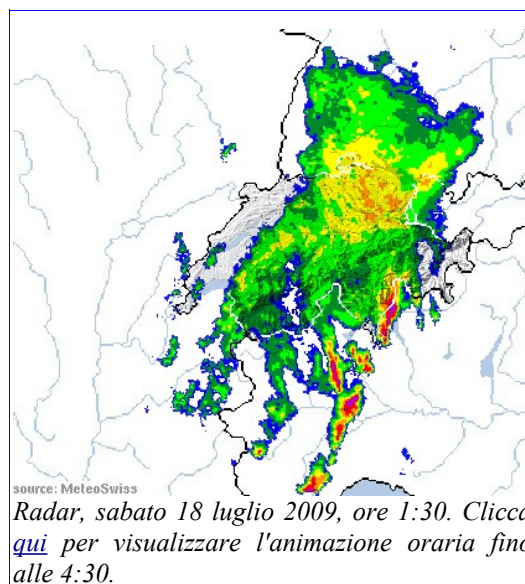 source: MeteoSwiss
Radar, sabato 18 luglio 2009, ore 1:30. Clicca
qui per visualizzare l'animazione oraria fino
alle 4:30.